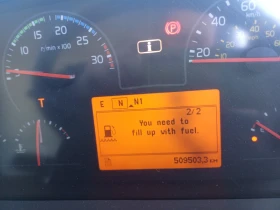 10 15 20 25 30
r/min x 100
P
20 40 60
E N N1
2/2
You need to
fill up with fuel.
509503,3 KM